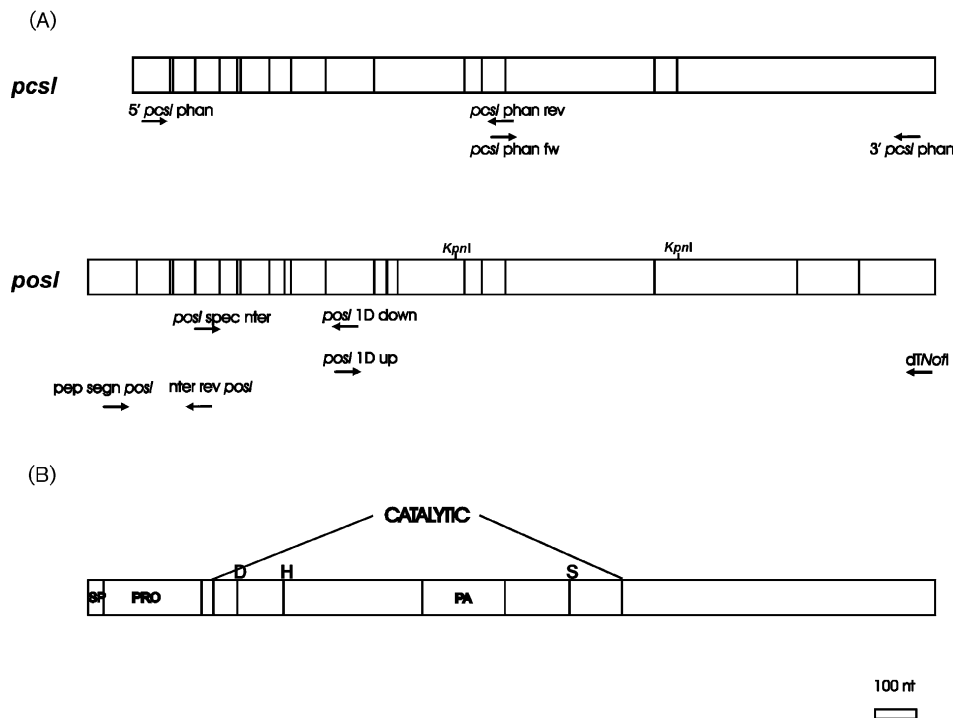 (A)
pcsl
5' pcsl phan
pcsl phan rev
pcsl phan fw
3' pcsl phan
posl
KpnI
KpnI
posl spec nter
posl 1D down
posl 1D up
dTNotI
pep segn posl
nter rev posl
(B)
CATALYTIC
D
H
S
SP
PRO
PA
100 nt